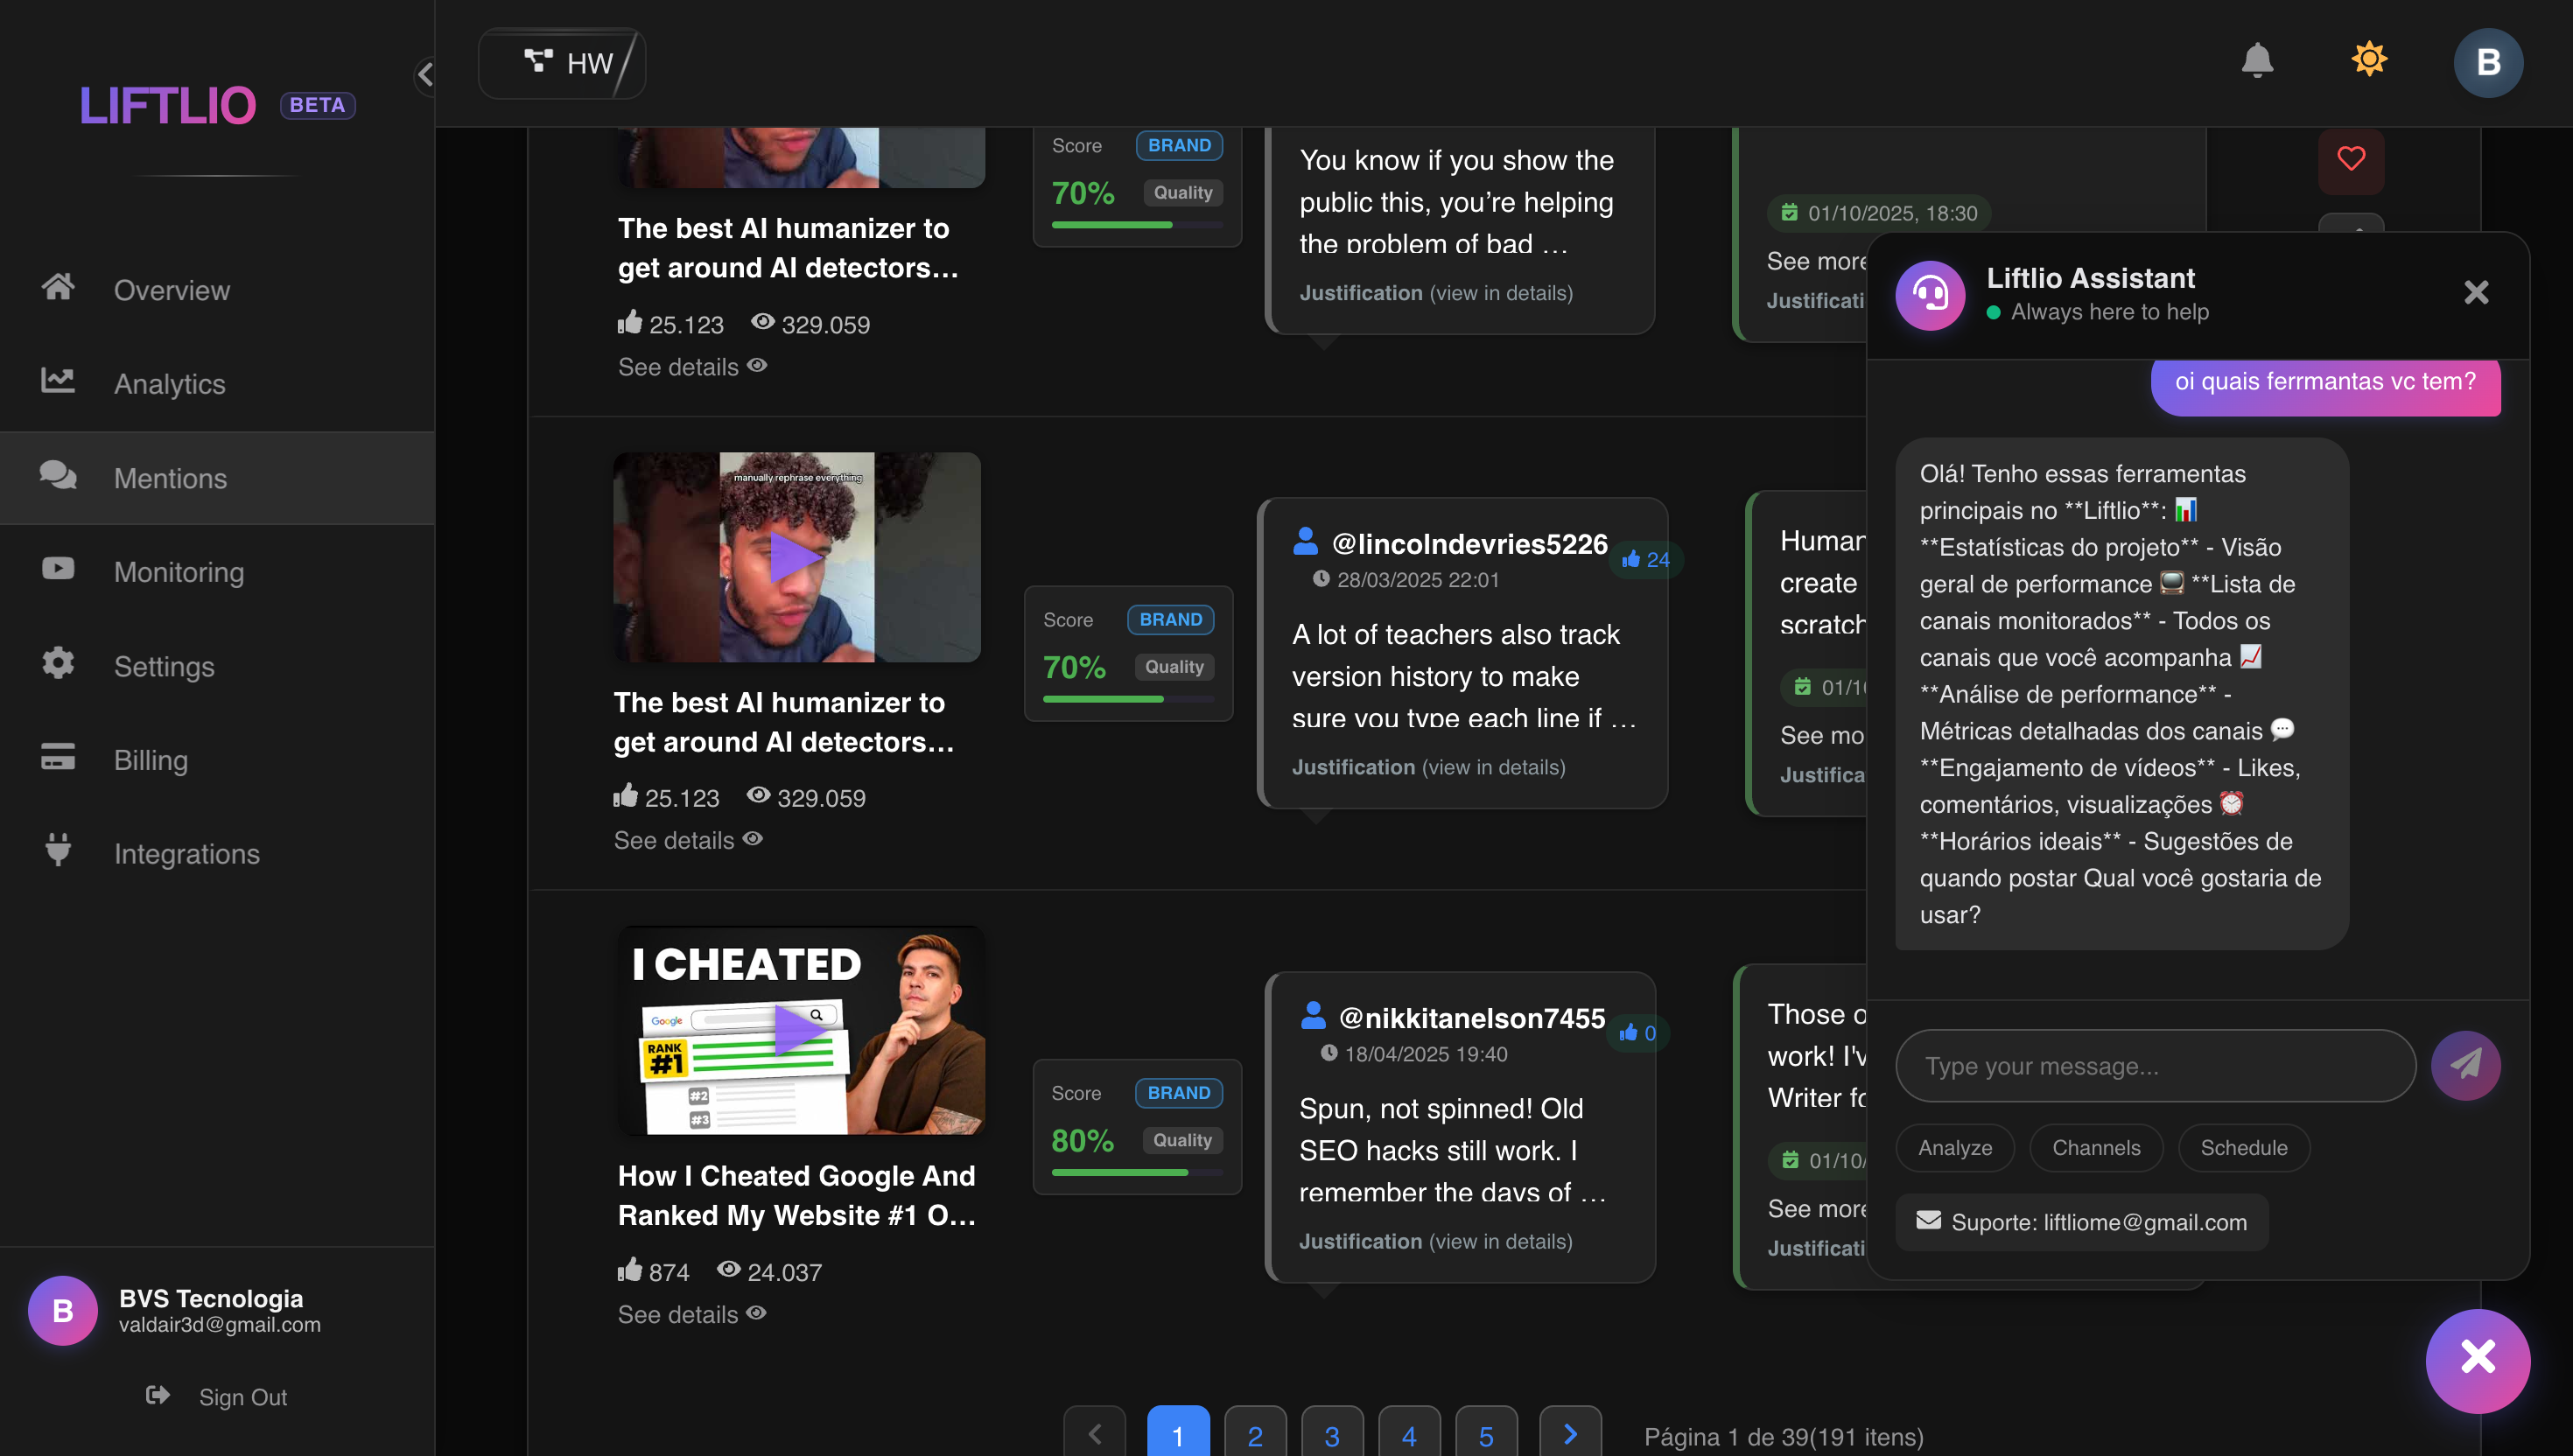 LIFTLIO BETA
Overview
Analytics
Mentions
Monitoring
Settings
Billing
Integrations
B
BVS Tecnologia
valdair3d@gmail.com
Sign Out
HW
B
The best AI humanizer to
get around AI detectors...
25.123 329.059
See details
Score BRAND
70% Quality
You know if you show the
public this, you’re helping
the problem of bad …
Justification (view in details)
01/10/2025, 18:30
See more
Justificati
manually rephrase everything
The best AI humanizer to
get around AI detectors...
25.123 329.059
See details
Score BRAND
70% Quality
@lincolndevries5226 24
28/03/2025 22:01
A lot of teachers also track
version history to make
sure you type each line if …
Justification (view in details)
Human
create
scratch
01/10
See mo
Justifica
I CHEATED
Google
RANK
#1
#2
#3
How I Cheated Google And
Ranked My Website #1 O...
874 24.037
See details
Score BRAND
80% Quality
@nikkitanelson7455 0
18/04/2025 19:40
Spun, not spinned! Old
SEO hacks still work. I
remember the days of …
Justification (view in details)
Those o
work! I'v
Writer fo
01/10/
See more
Justificati
1 2 3 4 5 Página 1 de 39(191 itens)
Liftlio Assistant
Always here to help
oi quais ferrmantas vc tem?
Olá! Tenho essas ferramentas
principais no **Liftlio**: 📊
**Estatísticas do projeto** - Visão
geral de performance 📺 **Lista de
canais monitorados** - Todos os
canais que você acompanha 📈
**Análise de performance** -
Métricas detalhadas dos canais 💬
**Engajamento de vídeos** - Likes,
comentários, visualizações ⏰
**Horários ideais** - Sugestões de
quando postar Qual você gostaria de
usar?
Type your message...
Analyze Channels Schedule
Suporte: liftliome@gmail.com